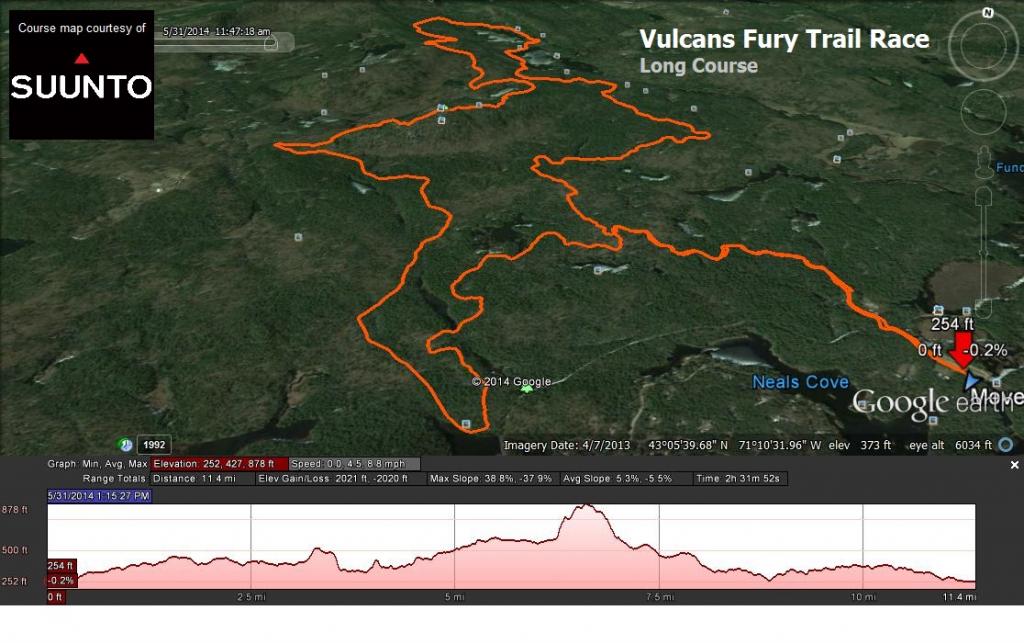 Course map courtesy of
SUUNTO
5/31/2014 11:47:18 am
Vulcans Fury Trail Race
Long Course
N
Fund
254 ft
0 ft -0.2%
Neals Cove
Move
© 2014 Google
Google earth
1992
Imagery Date: 4/7/2013 43°05'39.68" N 71°10'31.96" W elev 373 ft eye alt 6034 ft
Graph: Min, Avg, Max Elevation: 252, 427, 878 ft Speed: 0.0, 4.5, 8.8 mph
Range Totals Distance: 11.4 mi Elev Gain/Loss: 2021 ft, -2020 ft Max Slope: 38.8%, -37.9% Avg Slope: 5.3%, -5.5% Time: 2h 31m 52s
5/31/2014 1:15:27 PM
878 ft
500 ft
252 ft
254 ft
-0.2%
0 ft 2.5 mi 5 mi 7.5 mi 10 mi 11.4 mi